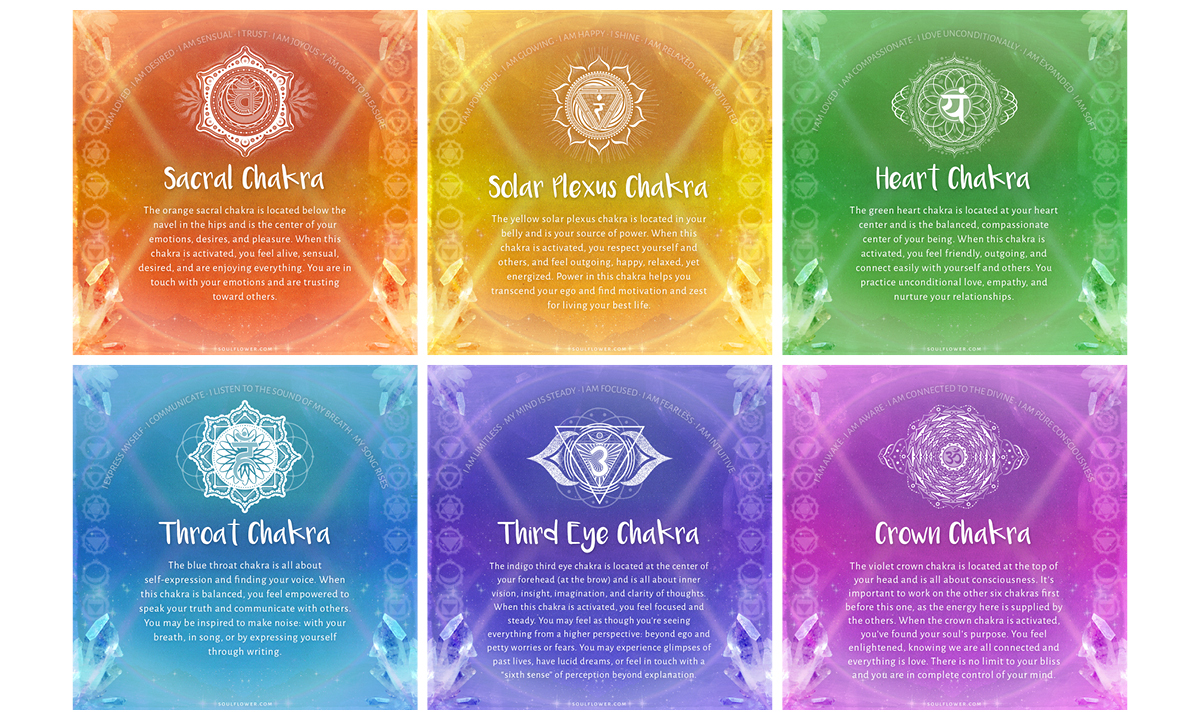 I AM LOVED · I AM DESIRED · I AM SENSUAL · I TRUST · I AM JOYOUS · I AM OPEN TO PLEASURE
वं
Sacral Chakra
The orange sacral chakra is located below the
navel in the hips and is the center of your
emotions, desires, and pleasure. When this
chakra is activated, you feel alive, sensual,
desired, and are enjoying everything. You are in
touch with your emotions and are trusting
toward others.
SOULFLOWER.COM
I AM POWERFUL · I AM GLOWING · I AM HAPPY · I SHINE · I AM RELAXED · I AM MOTIVATED
रं
Solar Plexus Chakra
The yellow solar plexus chakra is located in your
belly and is your source of power. When this
chakra is activated, you respect yourself and
others, and feel outgoing, happy, relaxed, yet
energized. Power in this chakra helps you
transcend your ego and find motivation and zest
for living your best life.
SOULFLOWER.COM
I AM LOVED · I AM COMPASSIONATE · I LOVE UNCONDITIONALLY · I AM EXPANDED · I AM SOFT
यं
Heart Chakra
The green heart chakra is located at your heart
center and is the balanced, compassionate
center of your being. When this chakra is
activated, you feel friendly, outgoing, and
connect easily with yourself and others. You
practice unconditional love, empathy, and
nurture your relationships.
SOULFLOWER.COM
I EXPRESS MYSELF · I COMMUNICATE · I LISTEN TO THE SOUND OF MY BREATH · MY SONG RISES
Throat Chakra
The blue throat chakra is all about
self-expression and finding your voice. When
this chakra is balanced, you feel empowered to
speak your truth and communicate with others.
You may be inspired to make noise: with your
breath, in song, or by expressing yourself
through writing.
SOULFLOWER.COM
I AM LIMITLESS · MY MIND IS STEADY · I AM FOCUSED · I AM FEARLESS · I AM INTUITIVE
Third Eye Chakra
The indigo third eye chakra is located at the center of
your forehead (at the brow) and is all about inner
vision, insight, imagination, and clarity of thoughts.
When this chakra is activated, you feel focused and
steady. You may feel as though you're seeing
everything from a higher perspective: beyond ego and
petty worries or fears. You may experience glimpses of
past lives, have lucid dreams, or feel in touch with a
"sixth sense" of perception beyond explanation.
SOULFLOWER.COM
I AM AWAKE · I AM AWARE · I AM CONNECTED TO THE DIVINE · I AM PURE CONSCIOUSNESS
ॐ
Crown Chakra
The violet crown chakra is located at the top of
your head and is all about consciousness. It's
important to work on the other six chakras first
before this one, as the energy here is supplied by
the others. When the crown chakra is activated,
you've found your soul's purpose. You feel
enlightened, knowing we are all connected and
everything is love. There is no limit to your bliss
and you are in complete control of your mind.
SOULFLOWER.COM